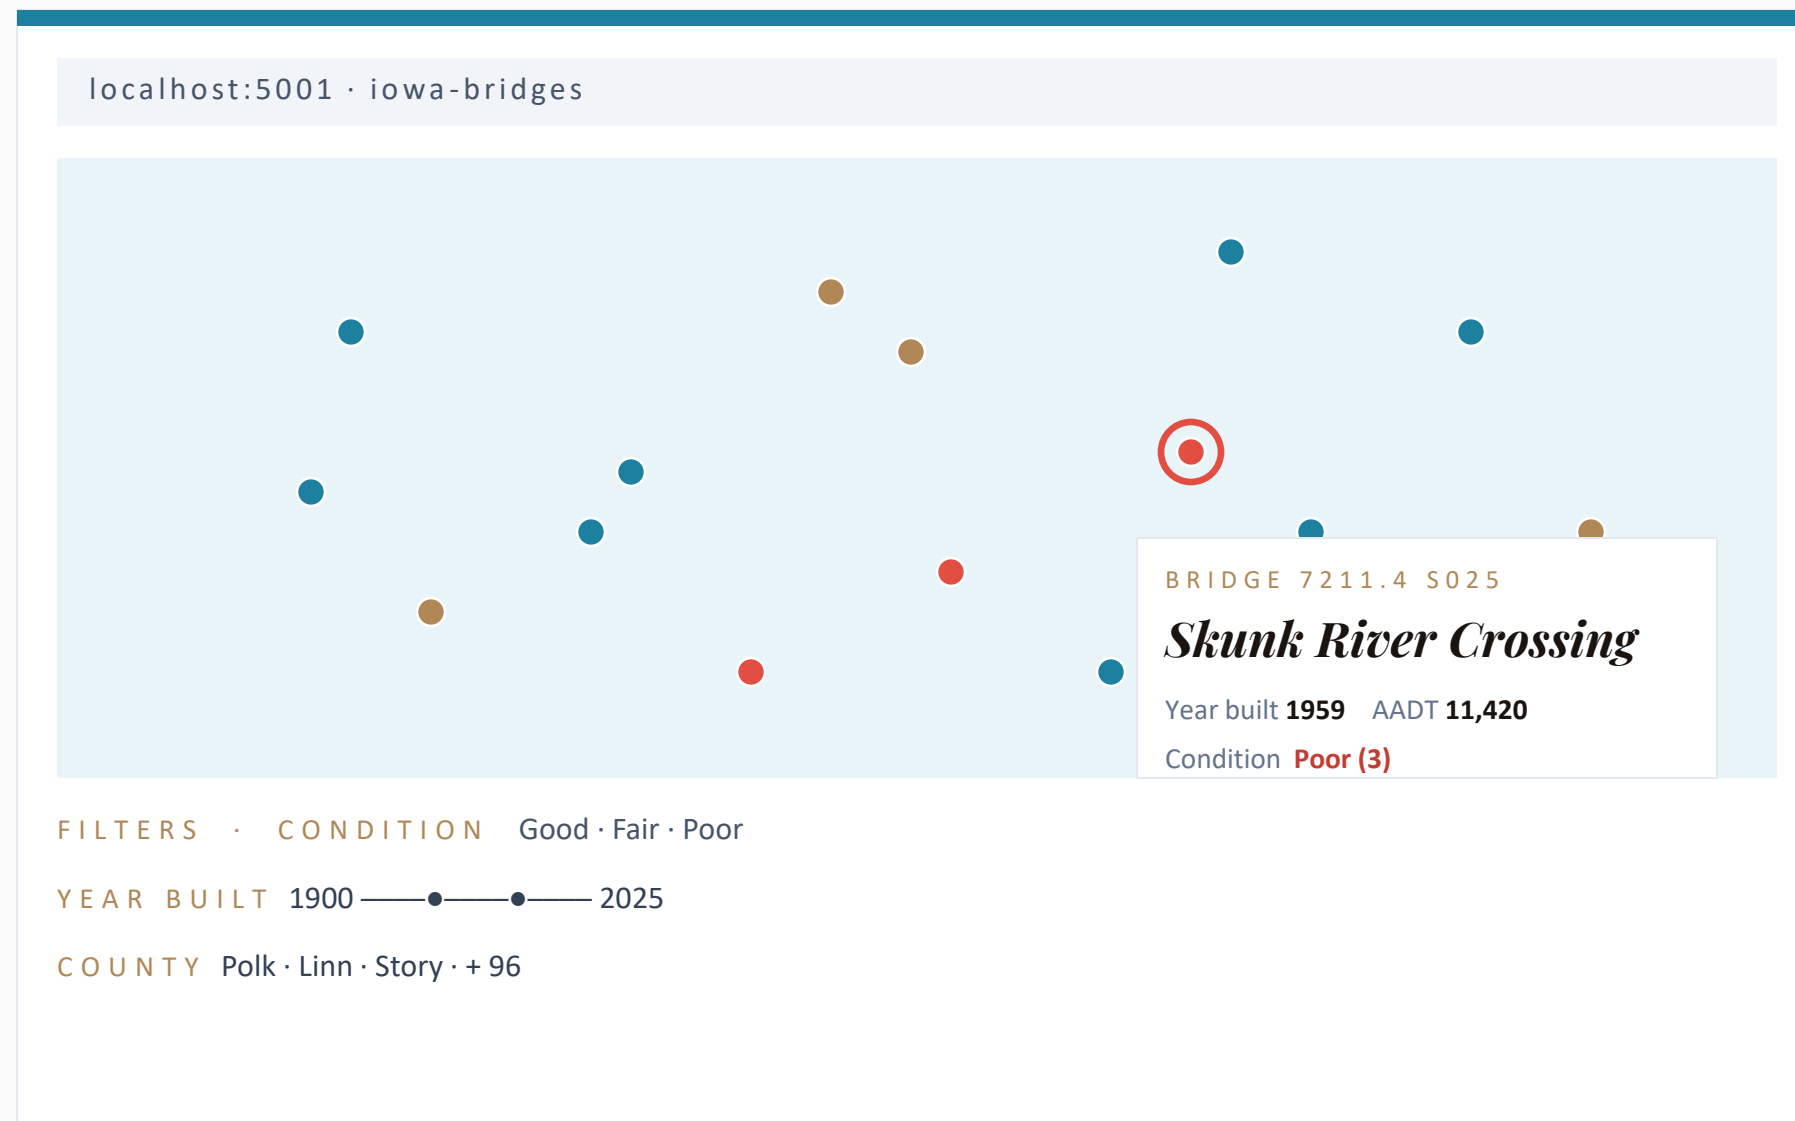 localhost:5001 · iowa-bridges
BRIDGE 7211.4 S025
Skunk River Crossing
Year built 1959 AADT 11,420
Condition Poor (3)
FILTERS · CONDITION Good · Fair · Poor
YEAR BUILT 1900 ────●────●──── 2025
COUNTY Polk · Linn · Story · + 96